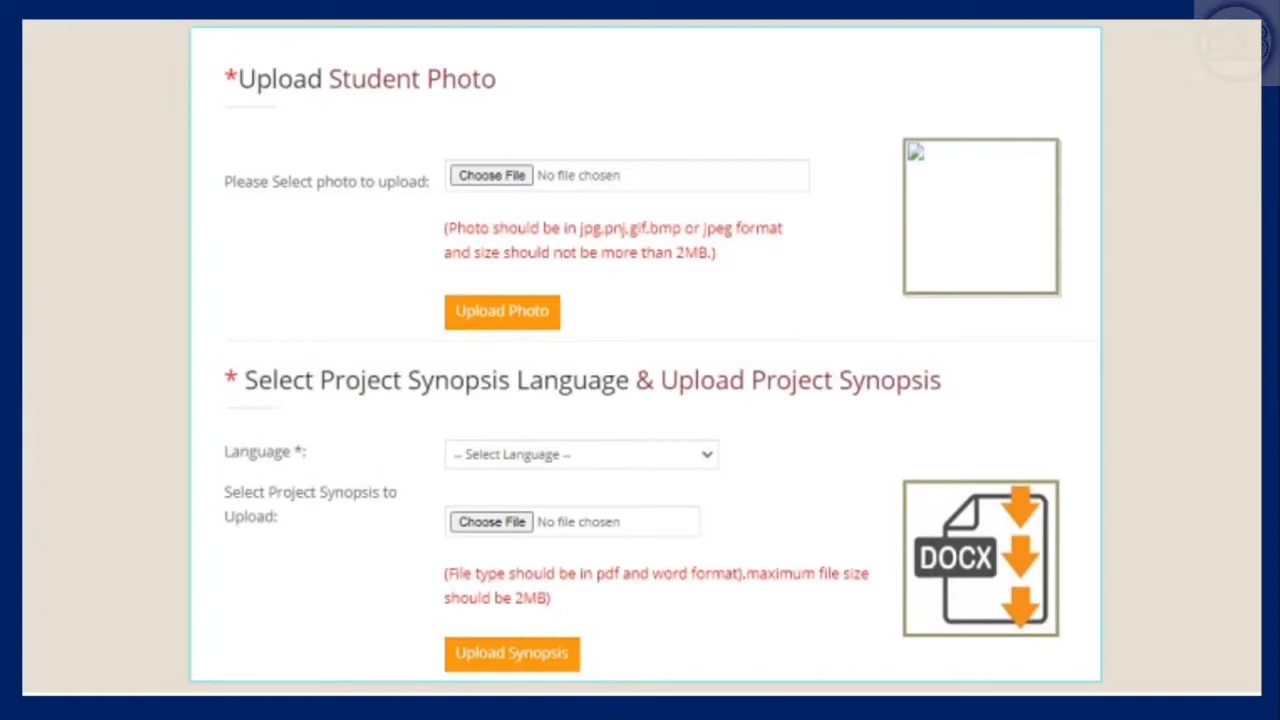 *Upload Student Photo
Please Select photo to upload:
Choose File No file chosen
(Photo should be in jpg,pnj,gif,bmp or jpeg format
and size should not be more than 2MB.)
Upload Photo
* Select Project Synopsis Language & Upload Project Synopsis
Language *:
-- Select Language --
Select Project Synopsis to
Upload:
Choose File No file chosen
(File type should be in pdf and word format),maximum file size
should be 2MB)
DOCX
Upload Synopsis